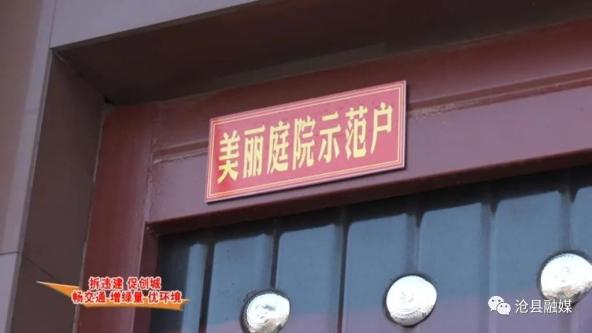 美丽庭院示范户
拆违建 促创城
畅交通 增绿量 优环境
沧县融媒